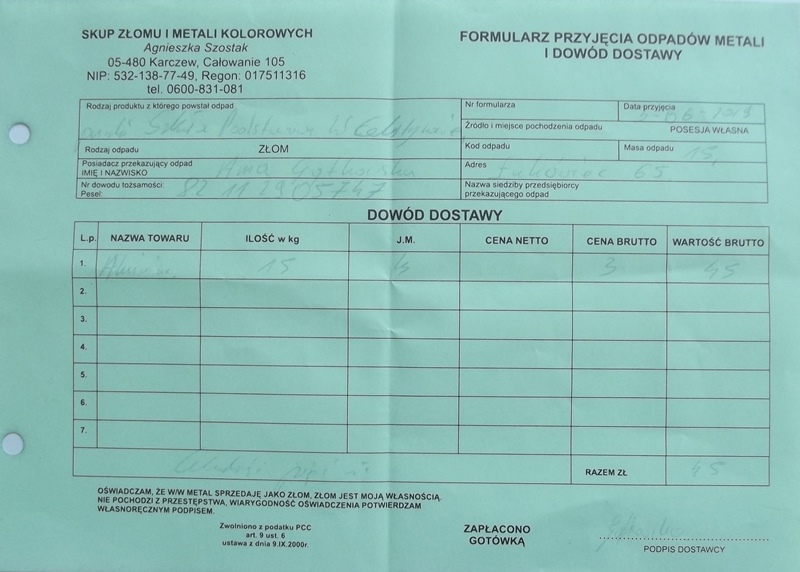 SKUP ZŁOMU I METALI KOLOROWYCH
Agnieszka Szostak
05-480 Karczew, Całowanie 105
NIP: 532-138-77-49, Regon: 017511316
tel. 0600-831-081
FORMULARZ PRZYJĘCIA ODPADÓW METALI
I DOWÓD DOSTAWY
Rodzaj produktu z którego powstał odpad
Szkoła Podstawowa w
Nr formularza
Data przyjęcia
Źródło i miejsce pochodzenia odpadu
POSESJA WŁASNA
Rodzaj odpadu ZŁOM
Kod odpadu
Masa odpadu 15
Posiadacz przekazujący odpad
IMIĘ I NAZWISKO Anna
Adres Łukowiec 65
Nr dowodu tożsamości:
Pesel: 82112905747
Nazwa siedziby przedsiębiorcy
przekazującego odpad
DOWÓD DOSTAWY
L.p. NAZWA TOWARU ILOŚĆ w kg J.M. CENA NETTO CENA BRUTTO WARTOŚĆ BRUTTO
1. 15 3 45
2.
3.
4.
5.
6.
7.
RAZEM ZŁ 45
OŚWIADCZAM, ŻE W/W METAL SPRZEDAJĘ JAKO ZŁOM, ZŁOM JEST MOJĄ WŁASNOŚCIĄ,
NIE POCHODZI Z PRZESTĘPSTWA, WIARYGODNOŚĆ OŚWIADCZENIA POTWIERDZAM
WŁASNORĘCZNYM PODPISEM.
Zwolniono z podatku PCC
art. 9 ust. 6
ustawa z dnia 9.IX.2000r.
ZAPŁACONO
GOTÓWKĄ
PODPIS DOSTAWCY